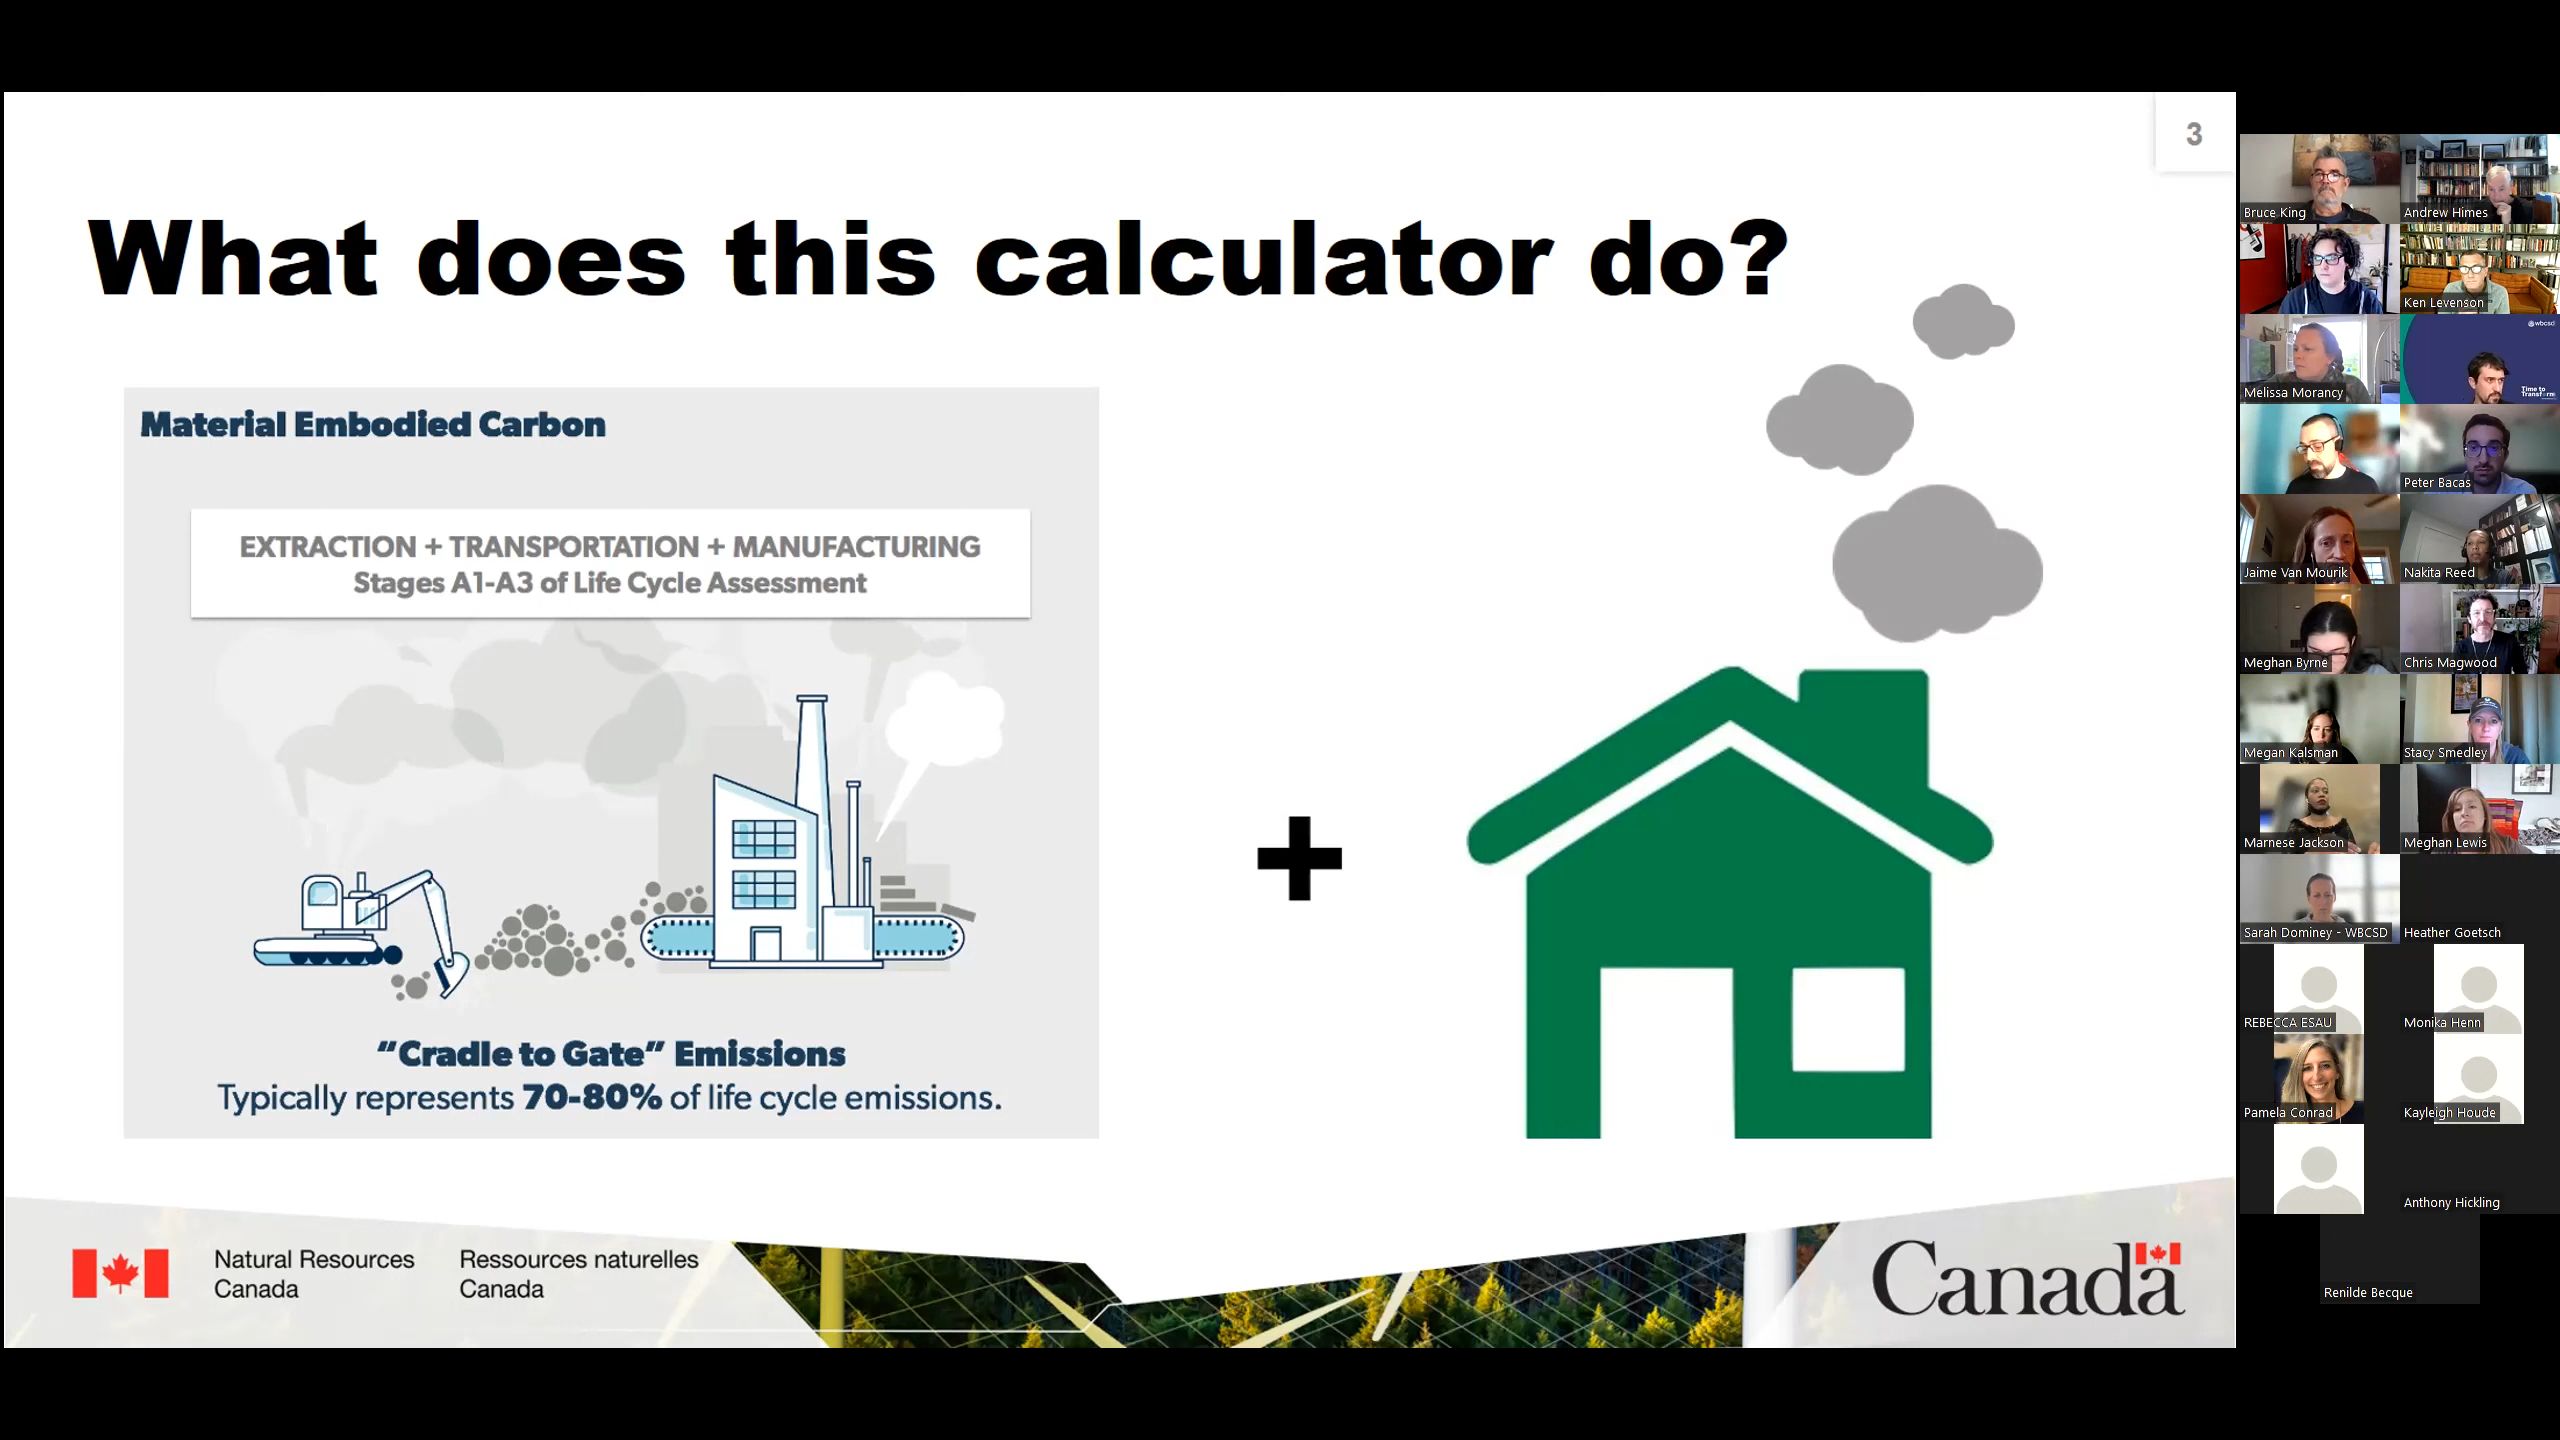 3
What does this calculator do?
Material Embodied Carbon
EXTRACTION + TRANSPORTATION + MANUFACTURING
Stages A1-A3 of Life Cycle Assessment
“Cradle to Gate” Emissions
Typically represents 70-80% of life cycle emissions.
+
Natural Resources
Canada
Ressources naturelles
Canada
Canada
Bruce King
Andrew Himes
Ken Levenson
Melissa Morancy
wbcsd
Time to
Transform
Peter Bacas
Jaime Van Mourik
Nakita Reed
Meghan Byrne
Chris Magwood
Megan Kalsman
Stacy Smedley
Marnese Jackson
Meghan Lewis
Sarah Dominey - WBCSD
Heather Goetsch
REBECCA ESAU
Monika Henn
Pamela Conrad
Kayleigh Houde
Anthony Hickling
Renilde Becque